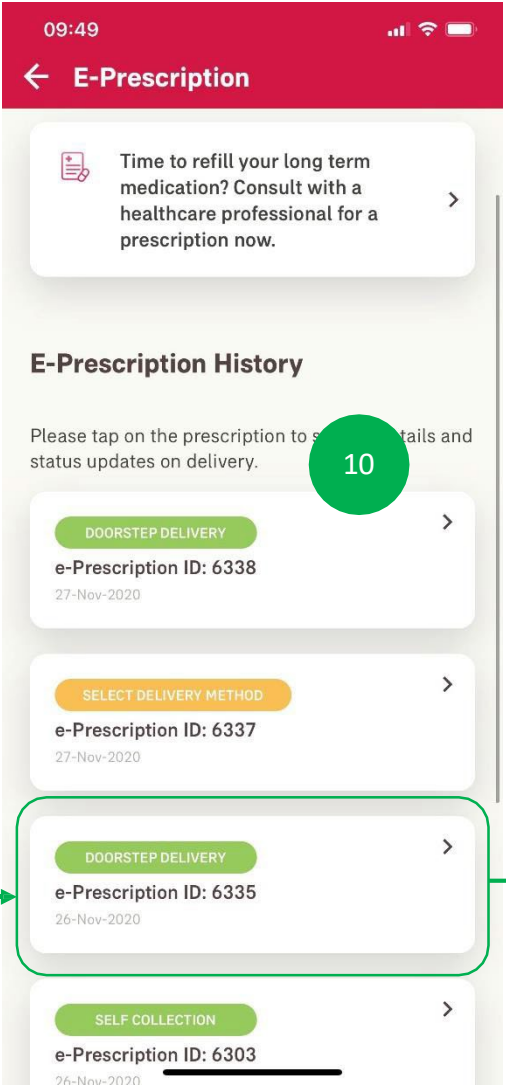 09:49
E-Prescription
Time to refill your long term
medication? Consult with a
healthcare professional for a
prescription now.
E-Prescription History
Please tap on the prescription to and
status updates on delivery.
10
DOORSTEP DELIVERY
e-Prescription ID: 6338
27-Nov-2020
SELECT DELIVERY METHOD
e-Prescription ID: 6337
27-Nov-2020
DOORSTEP DELIVERY
e-Prescription ID: 6335
26-Nov-2020
SELF COLLECTION
e-Prescription ID: 6303
26-Nov-2020